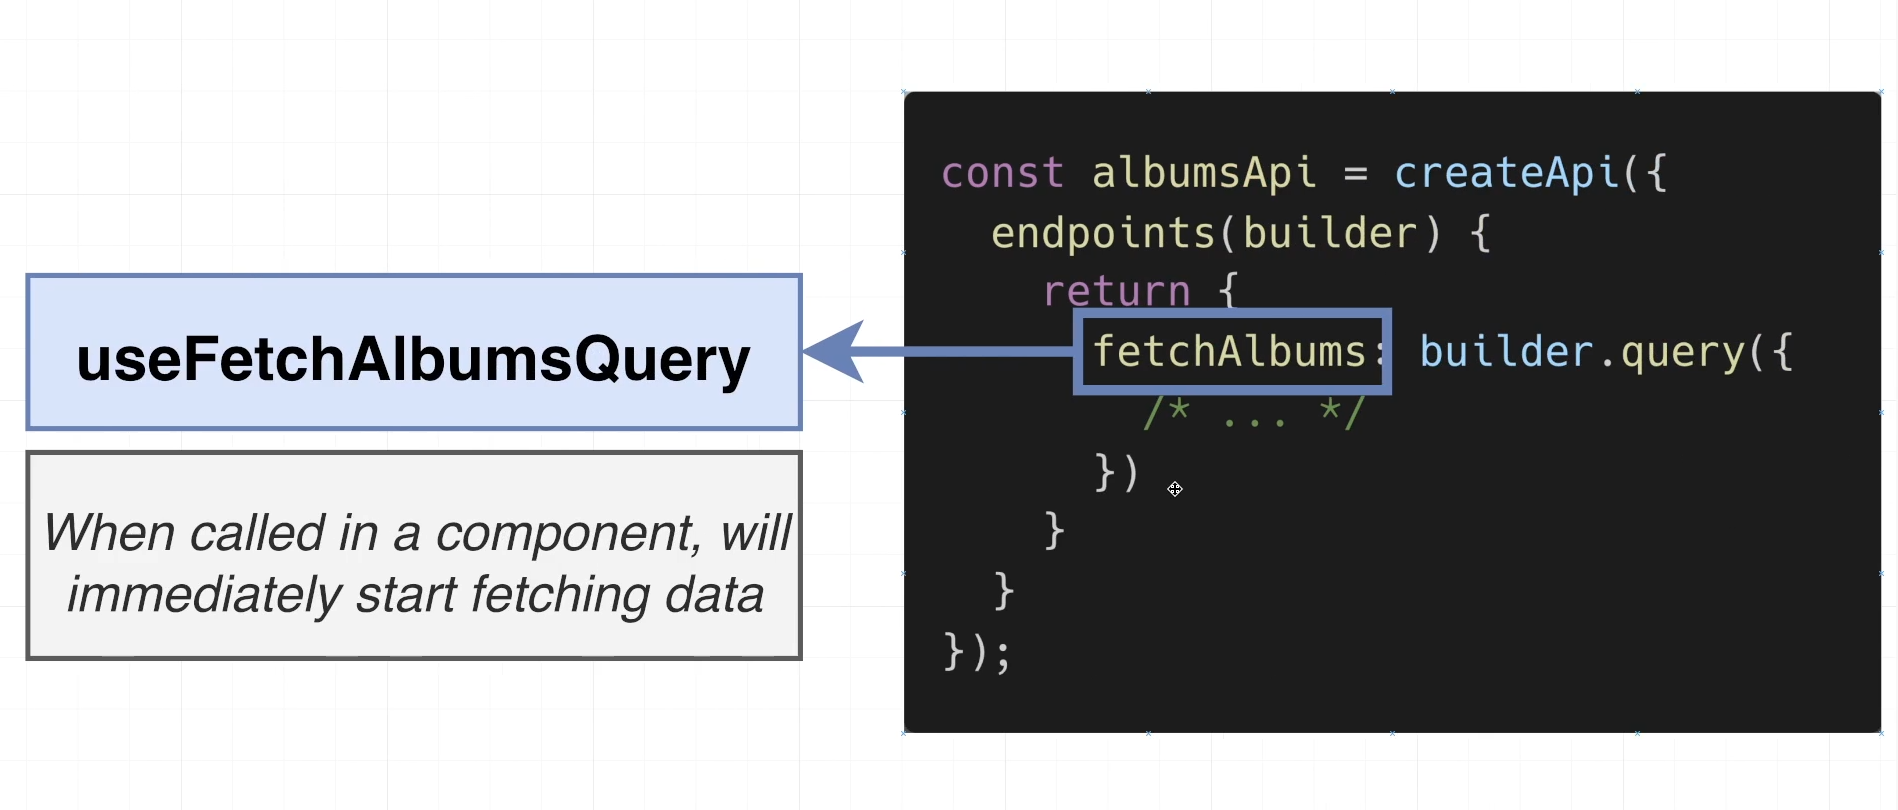 useFetchAlbumsQuery
When called in a component, will
immediately start fetching data
const albumsApi = createApi({
  endpoints(builder) {
    return {
      fetchAlbums: builder.query({
        /* ... */
      })
    }
  }
});